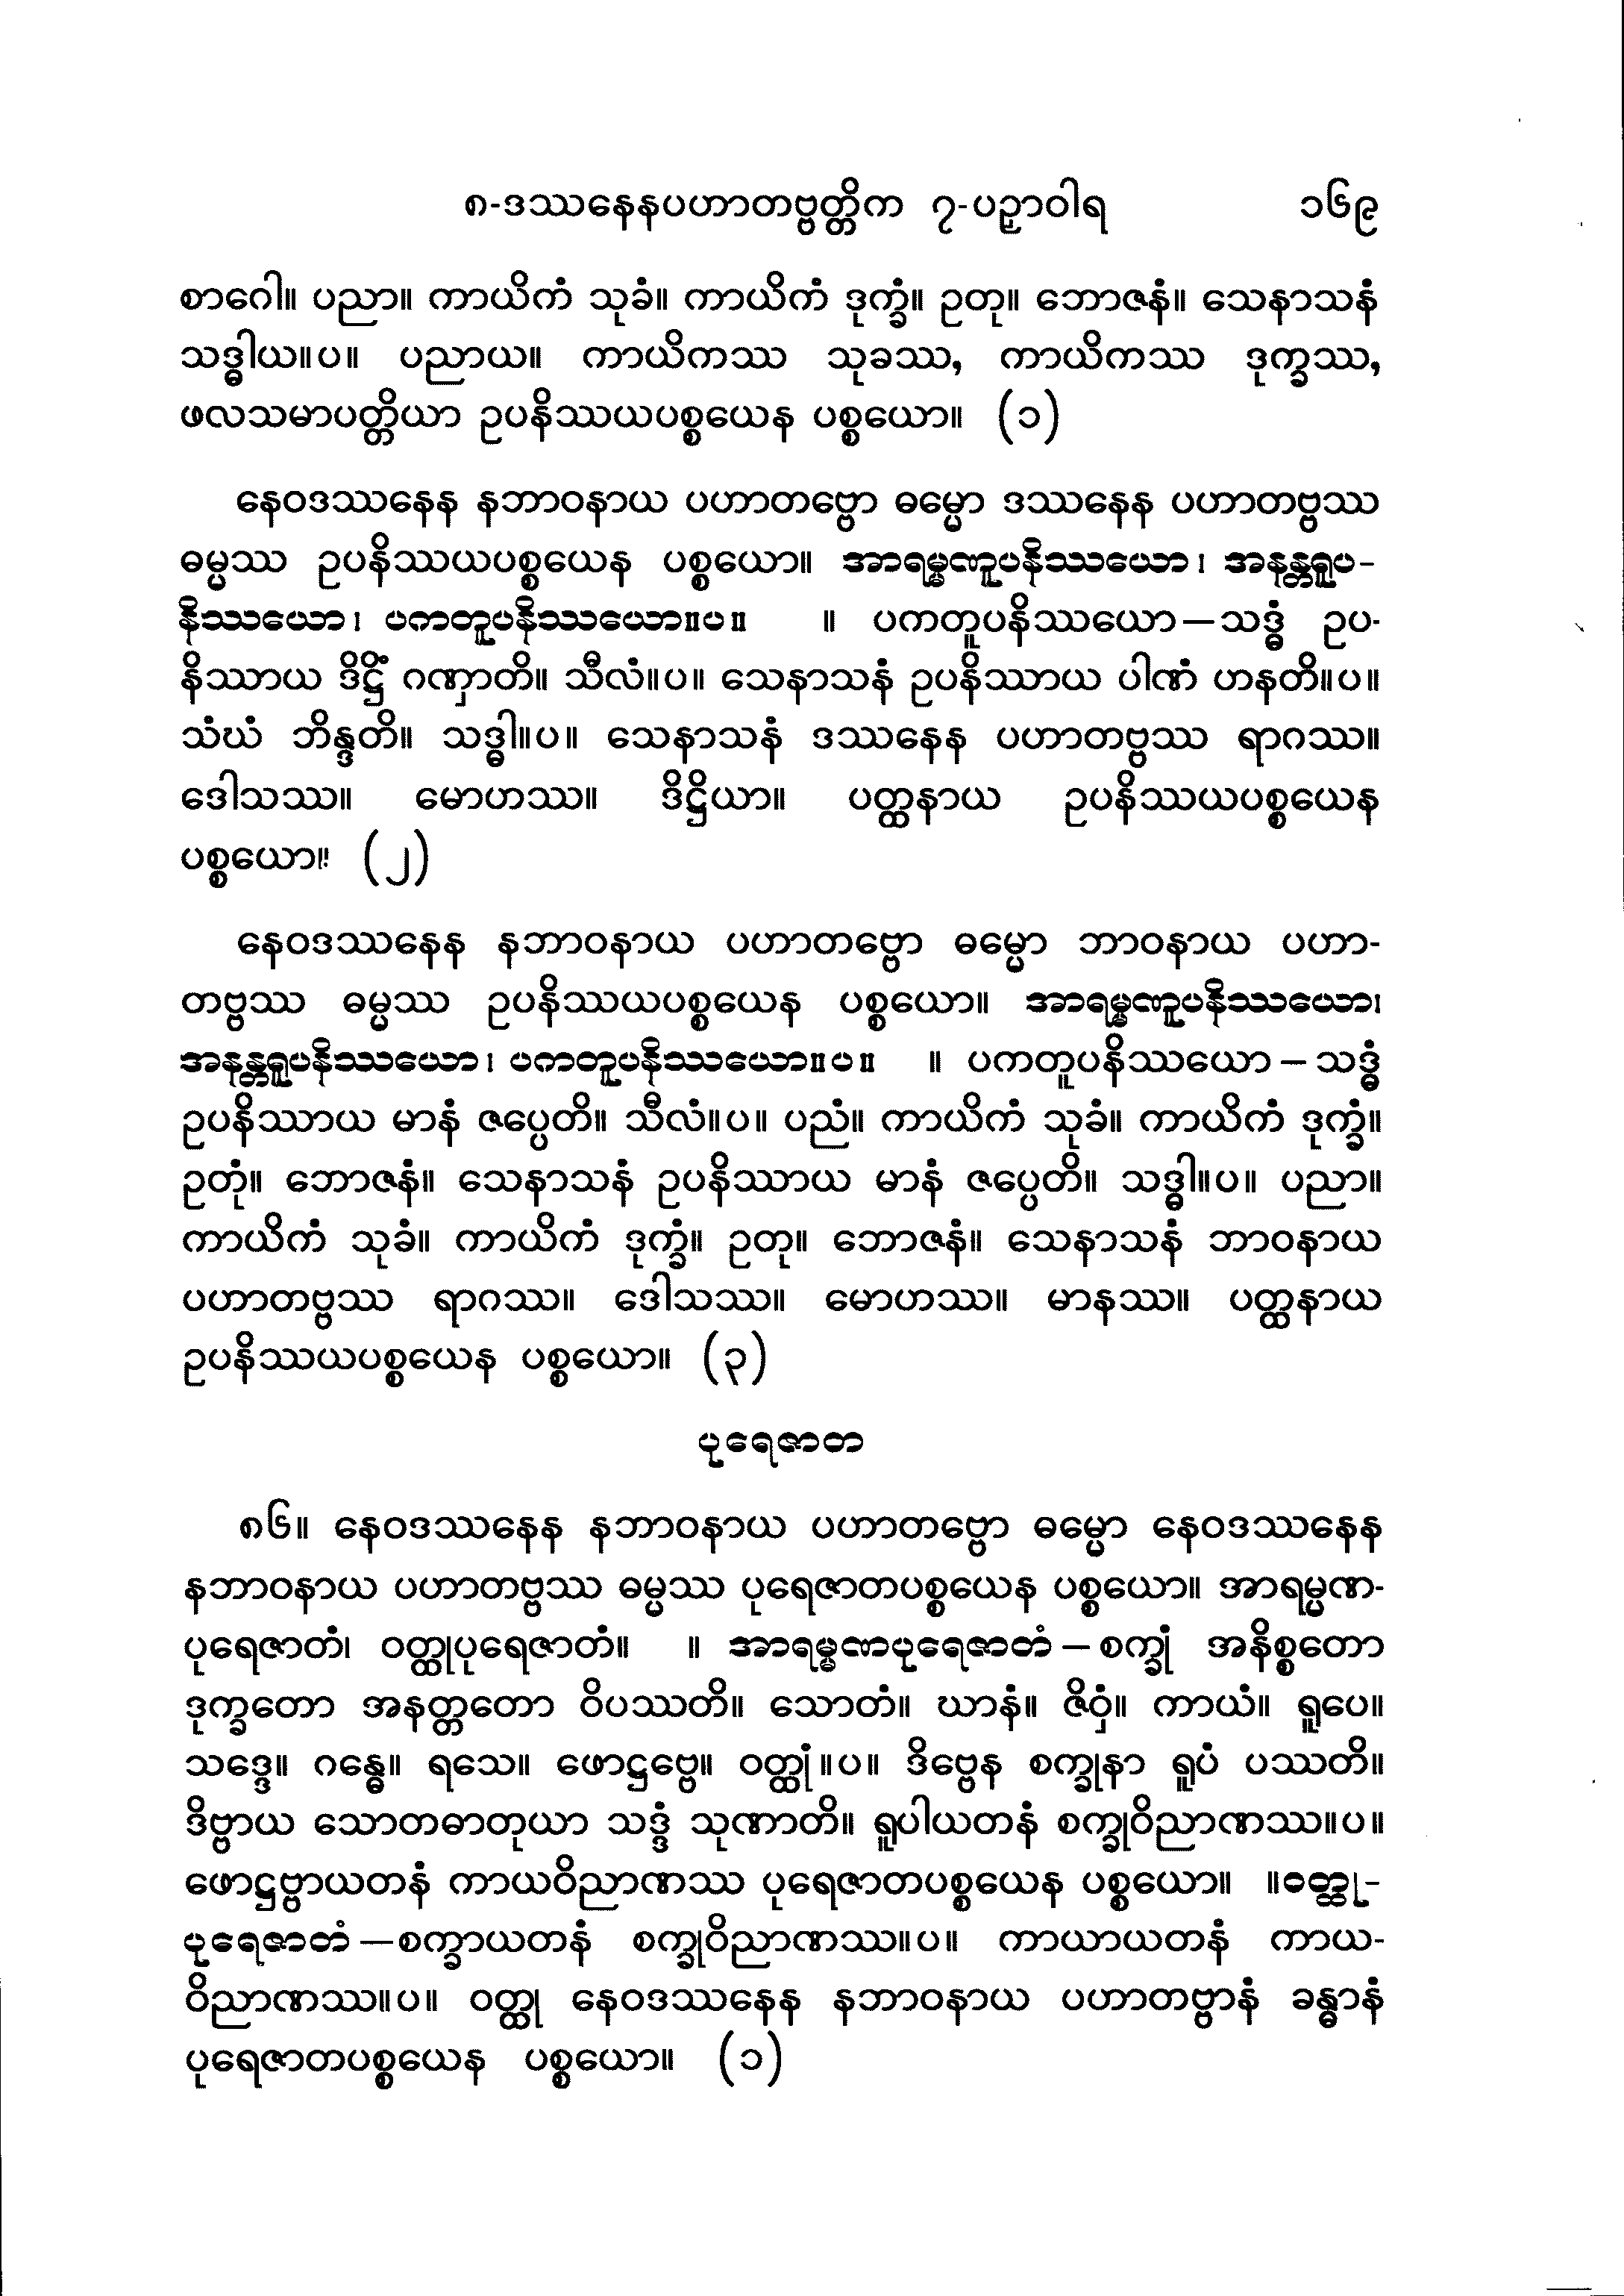 ၈-ဒဿနေနပဟာတဗ္ဗတ္တိက ၇-ပဉှာဝါရ ၁၆၉
စာဂေါ။ ပညာ။ ကာယိကံ သုခံ။ ကာယိကံ ဒုက္ခံ။ ဥတု။ ဘောဇနံ။ သေနာသနံ
သဒ္ဓါယ။ပ။ ပညာယ။ ကာယိကဿ သုခဿ, ကာယိကဿ ဒုက္ခဿ,
ဖလသမာပတ္တိယာ ဥပနိဿယပစ္စယေန ပစ္စယော။ (၁)
နေဝဒဿနေန နဘာဝနာယ ပဟာတဗ္ဗော ဓမ္မော ဒဿနေန ပဟာတဗ္ဗဿ
ဓမ္မဿ ဥပနိဿယပစ္စယေန ပစ္စယော။ အာရမ္မဏူပနိဿယော၊ အနန္တရူပ-
နိဿယော၊ ပကတူပနိဿယော။ပ။ ။ ပကတူပနိဿယော—သဒ္ဓံ ဥပ-
နိဿာယ ဒိဋ္ဌိံ ဂဏှာတိ။ သီလံ။ပ။ သေနာသနံ ဥပနိဿာယ ပါဏံ ဟနတိ။ပ။
သံဃံ ဘိန္ဒတိ။ သဒ္ဓါ။ပ။ သေနာသနံ ဒဿနေန ပဟာတဗ္ဗဿ ရာဂဿ။
ဒေါသဿ။ မောဟဿ။ ဒိဋ္ဌိယာ။ ပတ္ထနာယ ဥပနိဿယပစ္စယေန
ပစ္စယော။ (၂)
နေဝဒဿနေန နဘာဝနာယ ပဟာတဗ္ဗော ဓမ္မော ဘာဝနာယ ပဟာ-
တဗ္ဗဿ ဓမ္မဿ ဥပနိဿယပစ္စယေန ပစ္စယော။ အာရမ္မဏူပနိဿယော၊
အနန္တရူပနိဿယော၊ ပကတူပနိဿယော။ပ။ ။ ပကတူပနိဿယော — သဒ္ဓံ
ဥပနိဿာယ မာနံ ဇပ္ပေတိ။ သီလံ။ပ။ ပညံ။ ကာယိကံ သုခံ။ ကာယိကံ ဒုက္ခံ။
ဥတုံ။ ဘောဇနံ။ သေနာသနံ ဥပနိဿာယ မာနံ ဇပ္ပေတိ။ သဒ္ဓါ။ပ။ ပညာ။
ကာယိကံ သုခံ။ ကာယိကံ ဒုက္ခံ။ ဥတု။ ဘောဇနံ။ သေနာသနံ ဘာဝနာယ
ပဟာတဗ္ဗဿ ရာဂဿ။ ဒေါသဿ။ မောဟဿ။ မာနဿ။ ပတ္ထနာယ
ဥပနိဿယပစ္စယေန ပစ္စယော။ (၃)
ပုရေဇာတ
၈၆။ နေဝဒဿနေန နဘာဝနာယ ပဟာတဗ္ဗော ဓမ္မော နေဝဒဿနေန
နဘာဝနာယ ပဟာတဗ္ဗဿ ဓမ္မဿ ပုရေဇာတပစ္စယေန ပစ္စယော။ အာရမ္မဏ-
ပုရေဇာတံ၊ ဝတ္ထုပုရေဇာတံ။ ။ အာရမ္မဏပုရေဇာတံ — စက္ခုံ အနိစ္စတော
ဒုက္ခတော အနတ္တတော ဝိပဿတိ။ သောတံ။ ဃာနံ။ ဇိဝှံ။ ကာယံ။ ရူပေ။
သဒ္ဒေ။ ဂန္ဓေ။ ရသေ။ ဖောဋ္ဌဗ္ဗေ။ ဝတ္ထုံ။ပ။ ဒိဗ္ဗေန စက္ခုနာ ရူပံ ပဿတိ။
ဒိဗ္ဗာယ သောတဓာတုယာ သဒ္ဒံ သုဏာတိ။ ရူပါယတနံ စက္ခုဝိညာဏဿ။ပ။
ဖောဋ္ဌဗ္ဗာယတနံ ကာယဝိညာဏဿ ပုရေဇာတပစ္စယေန ပစ္စယော။ ။ဝတ္ထု-
ပုရေဇာတံ—စက္ခာယတနံ စက္ခုဝိညာဏဿ။ပ။ ကာယာယတနံ ကာယ-
ဝိညာဏဿ။ပ။ ဝတ္ထု နေဝဒဿနေန နဘာဝနာယ ပဟာတဗ္ဗာနံ ခန္ဓာနံ
ပုရေဇာတပစ္စယေန ပစ္စယော။ (၁)